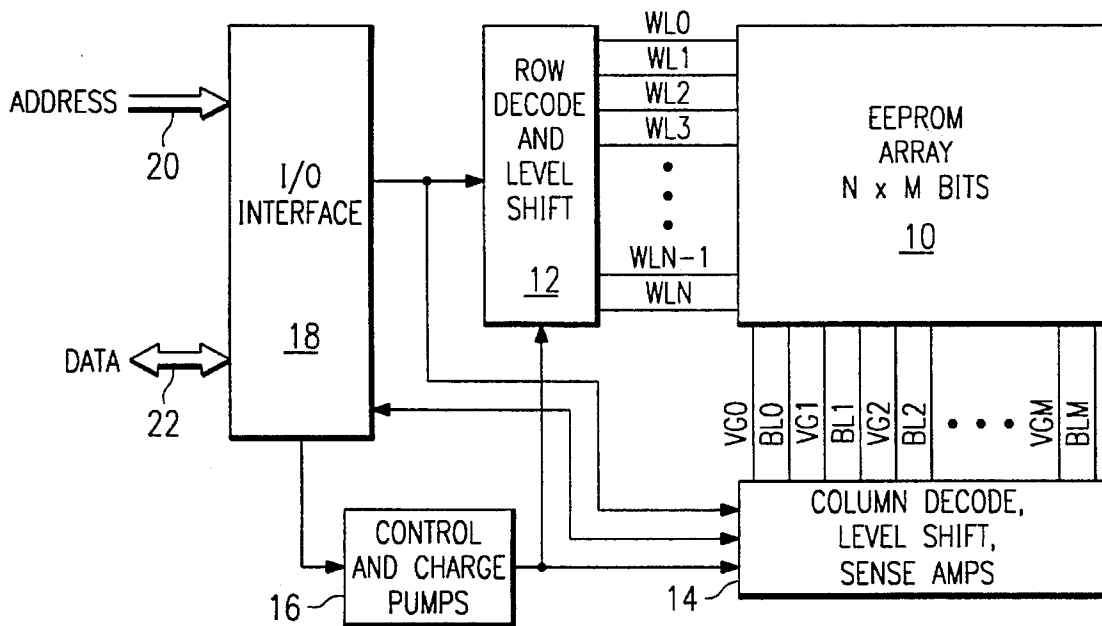 ADDRESS
20
DATA
22
I/O
INTERFACE
18
ROW
DECODE
AND
LEVEL
SHIFT
12
WL0
WL1
WL2
WL3
WLN-1
WLN
EEPROM
ARRAY
N x M BITS
10
VG0
BL0
VG1
BL1
VG2
BL2
VGM
BLM
CONTROL
AND CHARGE
PUMPS
16
COLUMN DECODE,
LEVEL SHIFT,
SENSE AMPS
14